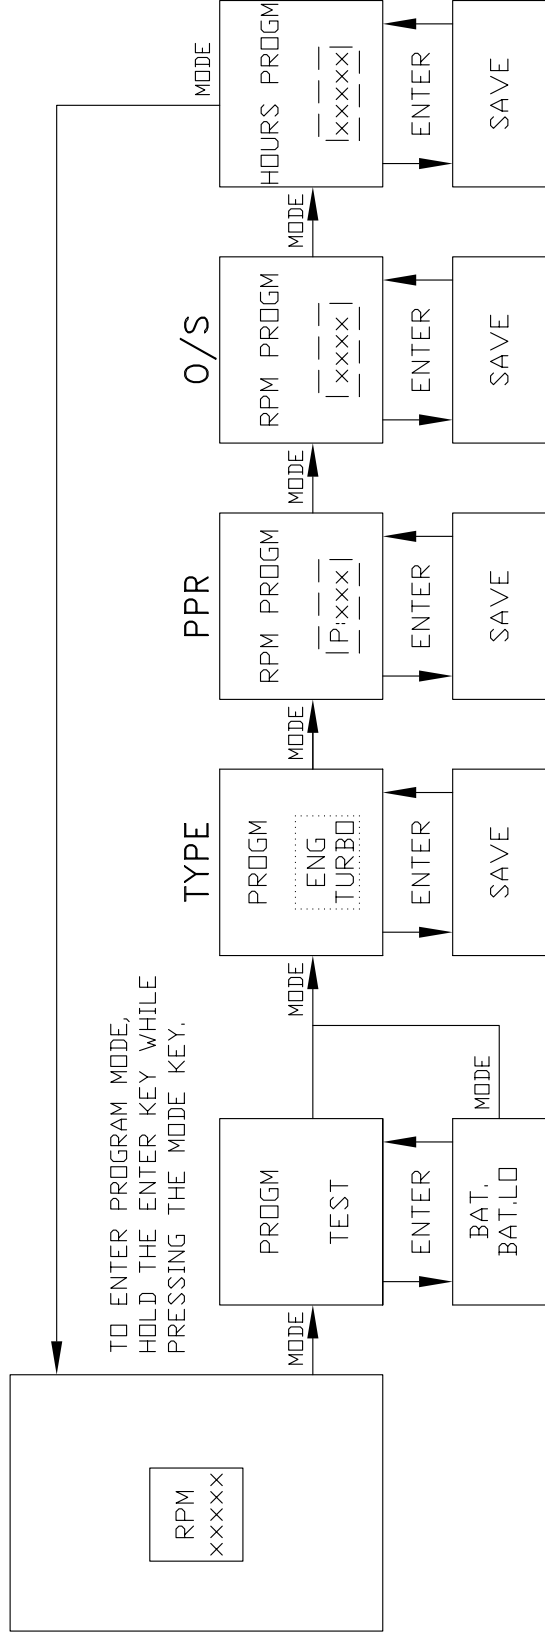 RPM
xxxxx
TO ENTER PROGRAM MODE,
HOLD THE ENTER KEY WHILE
PRESSING THE MODE KEY.
MODE
PROGM
TEST
ENTER
BAT.
BAT.LO
MODE
MODE
TYPE
PROGM
ENG
TURBO
ENTER
SAVE
MODE
PPR
RPM PROGM
P:xxx
ENTER
SAVE
MODE
O/S
RPM PROGM
xxxx
ENTER
SAVE
MODE
HOURS PROGM
xxxxx
ENTER
SAVE
MODE